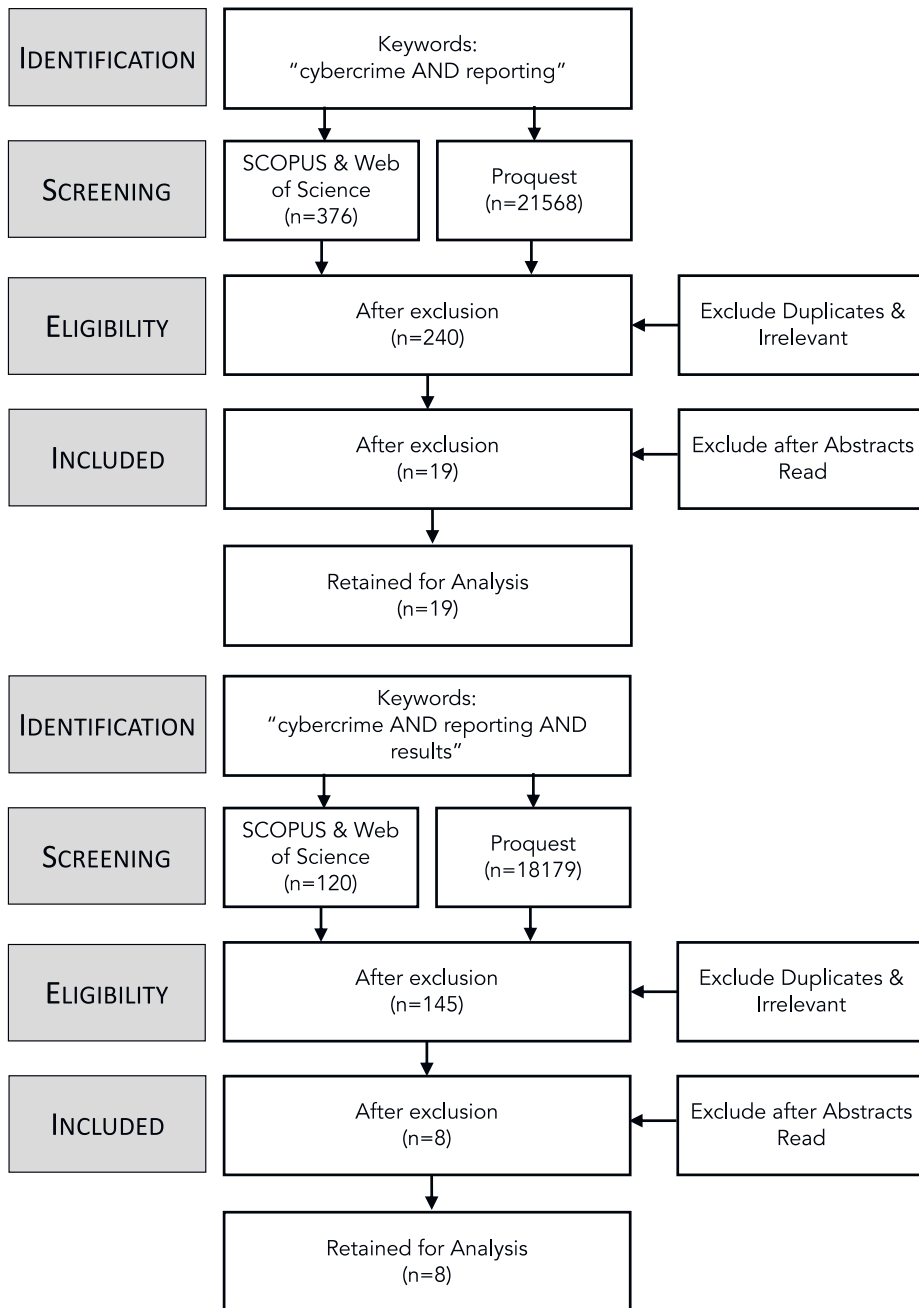 IDENTIFICATION
Keywords:
“cybercrime AND reporting”
SCREENING
SCOPUS & Web
of Science
(n=376)
Proquest
(n=21568)
ELIGIBILITY
After exclusion
(n=240)
Exclude Duplicates &
Irrelevant
INCLUDED
After exclusion
(n=19)
Exclude after Abstracts
Read
Retained for Analysis
(n=19)
IDENTIFICATION
Keywords:
“cybercrime AND reporting AND
results”
SCREENING
SCOPUS & Web
of Science
(n=120)
Proquest
(n=18179)
ELIGIBILITY
After exclusion
(n=145)
Exclude Duplicates &
Irrelevant
INCLUDED
After exclusion
(n=8)
Exclude after Abstracts
Read
Retained for Analysis
(n=8)